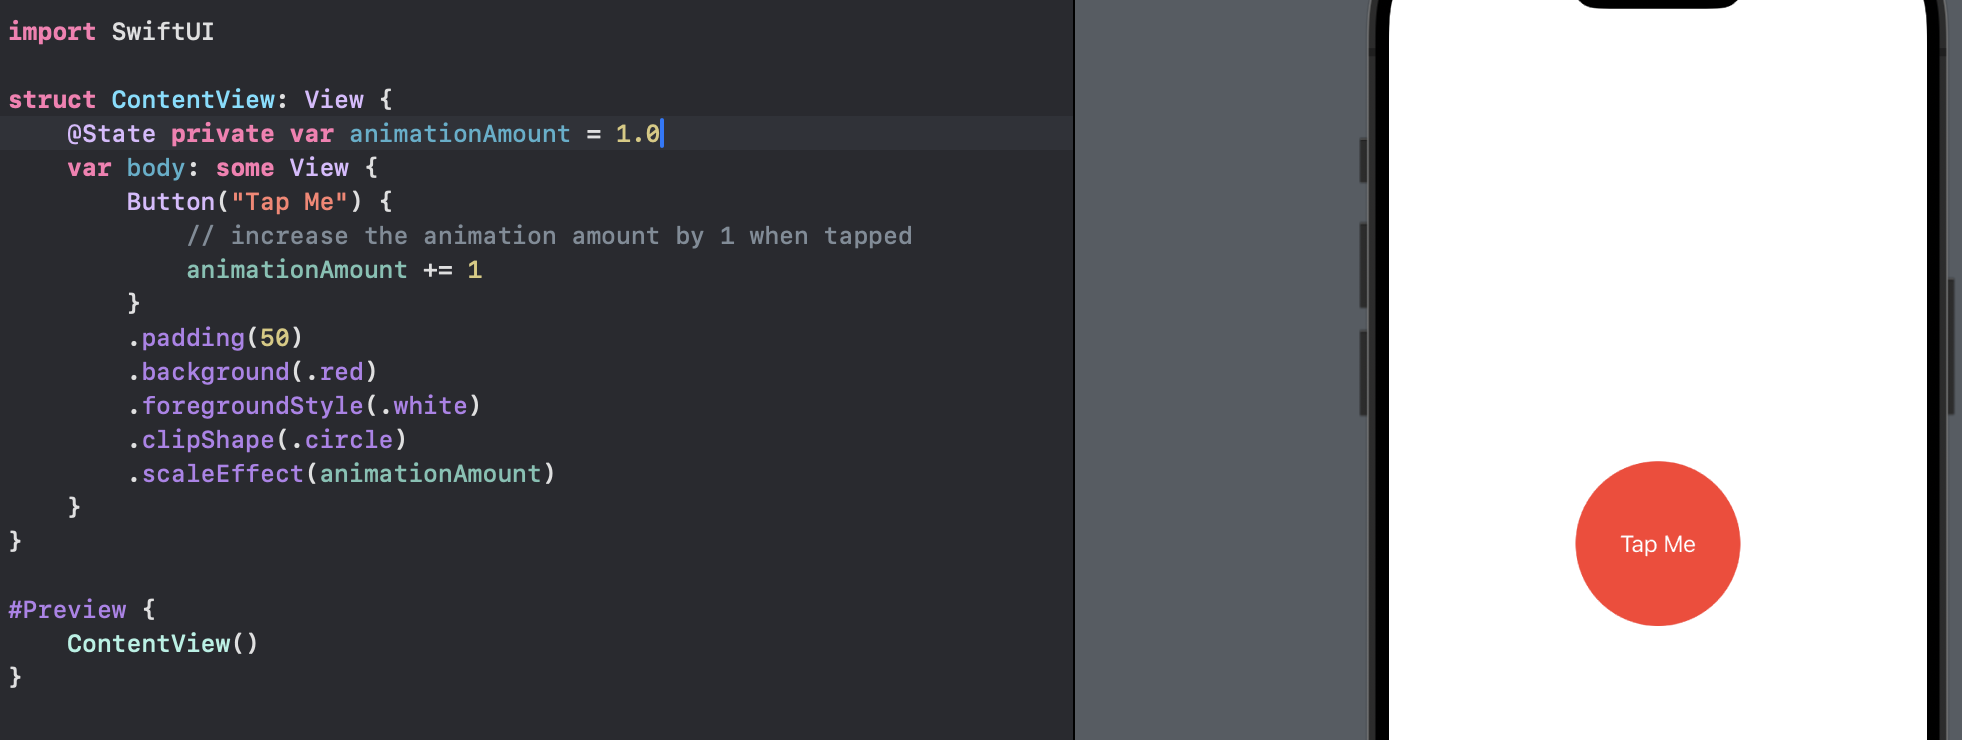 import SwiftUI

struct ContentView: View {
    @State private var animationAmount = 1.0
    var body: some View {
        Button("Tap Me") {
            // increase the animation amount by 1 when tapped
            animationAmount += 1
        }
        .padding(50)
        .background(.red)
        .foregroundStyle(.white)
        .clipShape(.circle)
        .scaleEffect(animationAmount)
    }
}

#Preview {
    ContentView()
}
Tap Me